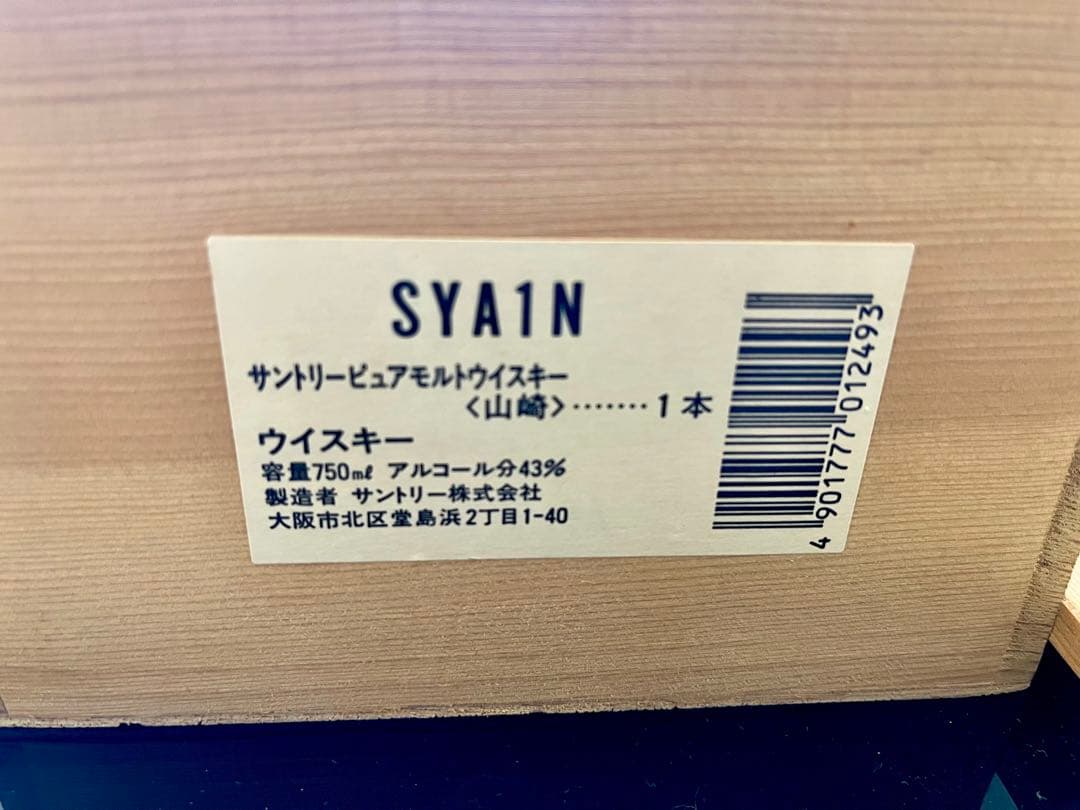 SYA1N
サントリーピュアモルトウイスキー
〈山崎〉‥‥‥‥1本
ウイスキー
容量750㎖ アルコール分43%
製造者 サントリー株式会社
大阪市北区堂島浜2丁目1-40
4 901777 012493